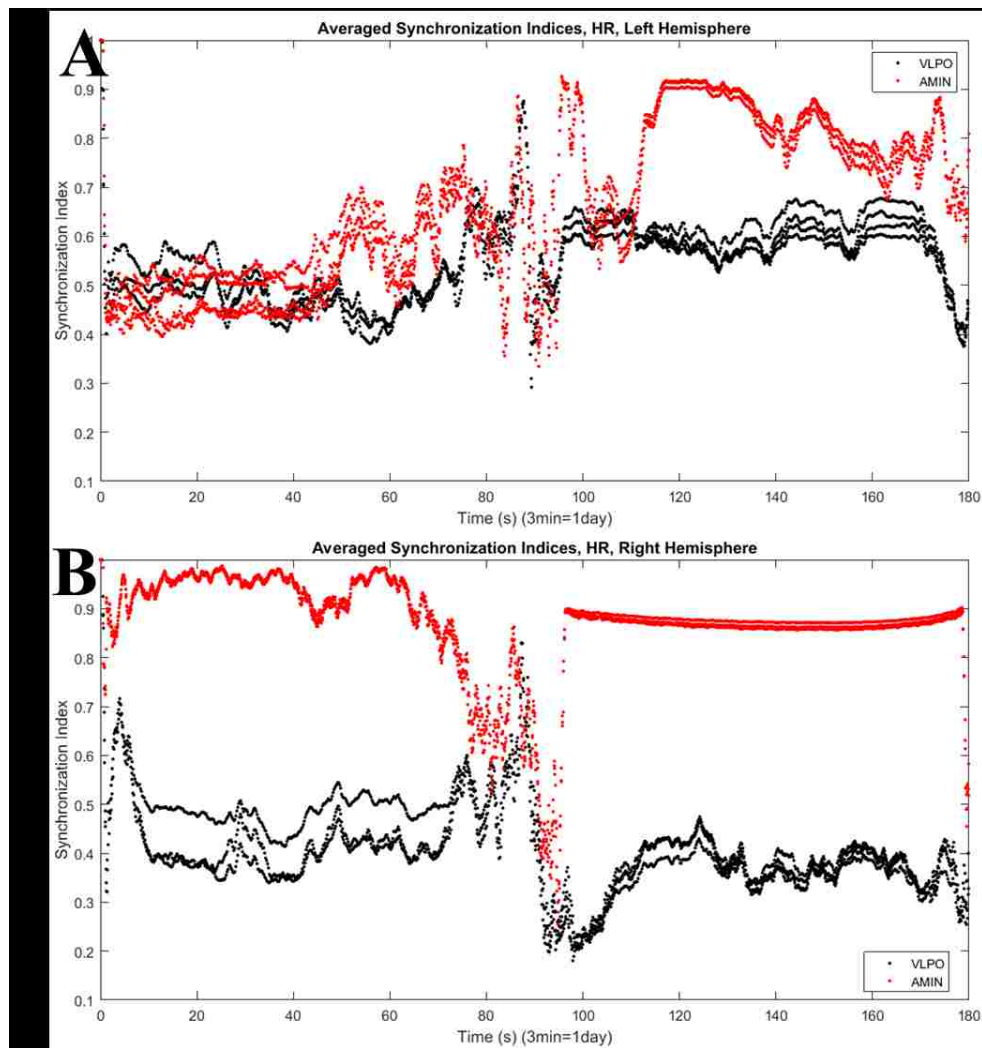 A
Averaged Synchronization Indices, HR, Left Hemisphere
VLPO
AMIN
Synchronization Index
0.9
0.8
0.7
0.6
0.5
0.4
0.3
0.2
0.1
0 20 40 60 80 100 120 140 160 180
Time (s) (3min=1day)
B
Averaged Synchronization Indices, HR, Right Hemisphere
Synchronization Index
0.9
0.8
0.7
0.6
0.5
0.4
0.3
0.2
0.1
VLPO
AMIN
0 20 40 60 80 100 120 140 160 180
Time (s) (3min=1day)